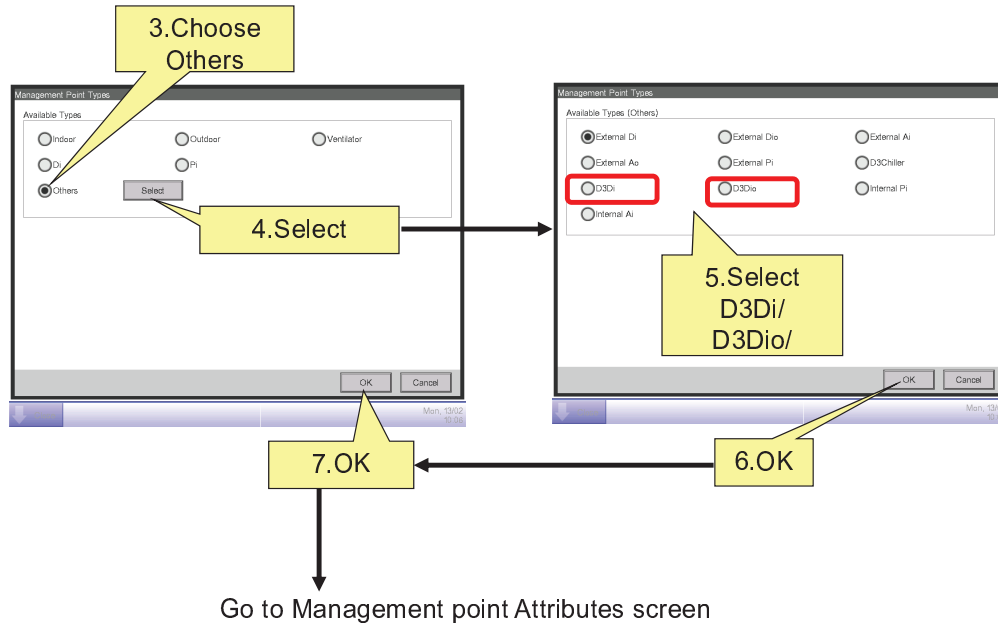 3.Choose
Others
Management Point Types
Available Types
Indoor
Outdoor
Ventilator
Di
Pi
Others
Select
4.Select
OK
Cancel
Mon, 13/02
Management Point Types
Available Types (Others)
External Di
External Dio
External Ai
External Ao
External Pi
D3Chiller
D3Di
D3Dio
Internal Pi
Internal Ai
5.Select
D3Di/
D3Dio/
OK
Cancel
Mon,
7.OK
6.OK
Go to Management point Attributes screen